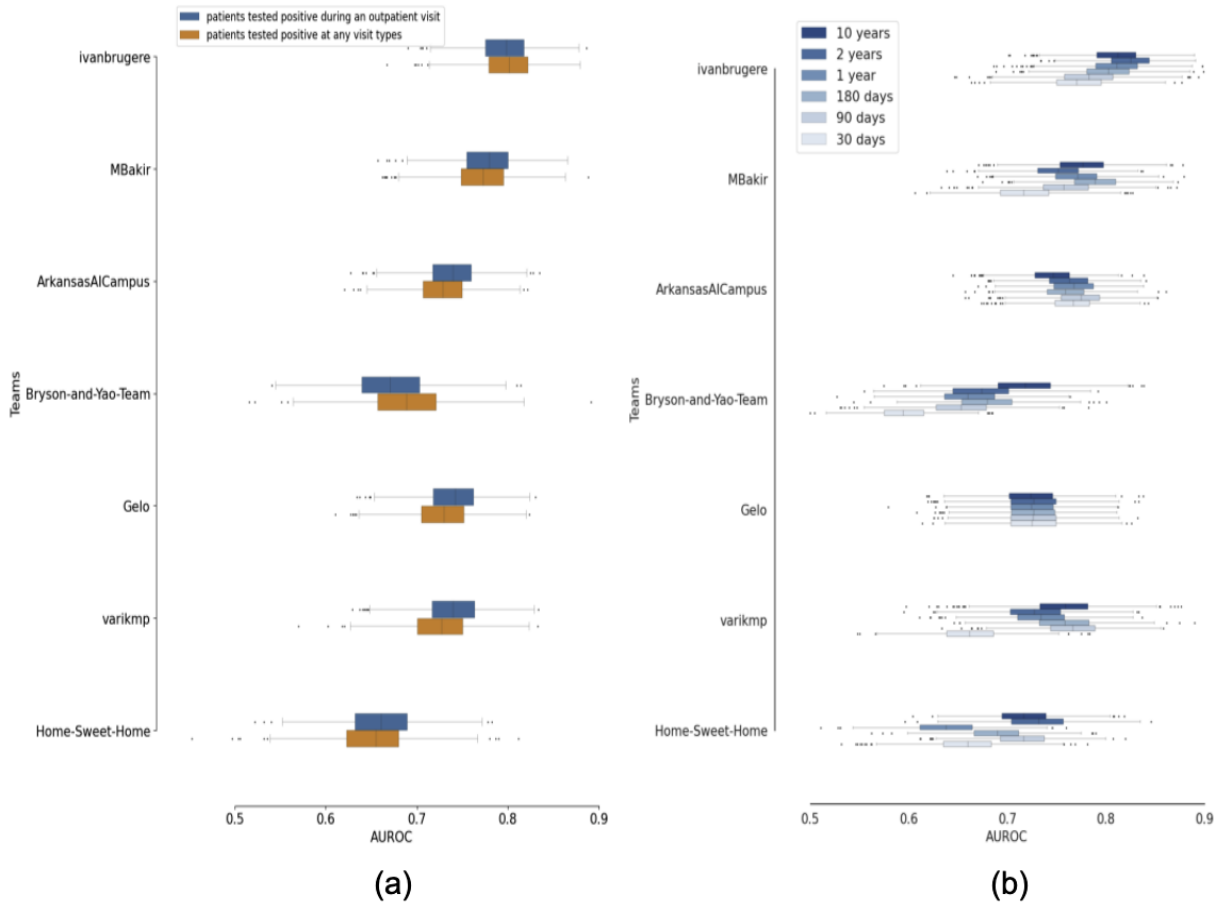 patients tested positive during an outpatient visit
patients tested positive at any visit types
ivanbrugere
MBakir
ArkansasAICampus
Bryson-and-Yao-Team
Gelo
varikmp
Home-Sweet-Home
Teams
0.5 0.6 0.7 0.8 0.9
AUROC
(a)
10 years
2 years
1 year
180 days
90 days
30 days
ivanbrugere
MBakir
ArkansasAICampus
Bryson-and-Yao-Team
Gelo
varikmp
Home-Sweet-Home
Teams
0.5 0.6 0.7 0.8 0.9
AUROC
(b)